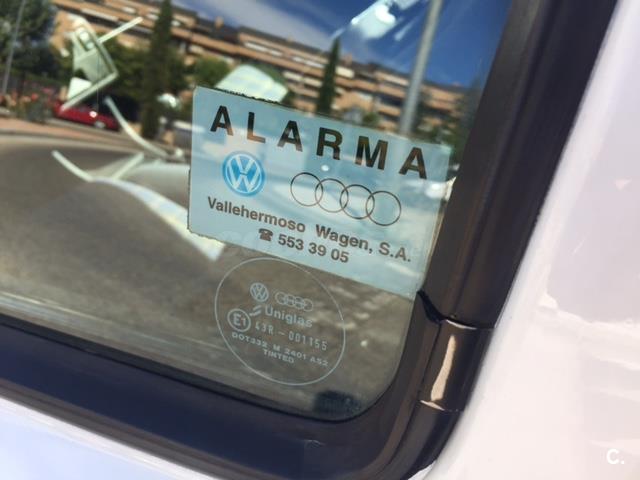 ALARMA
Vallehermoso Wagen, S.A.
☎ 553 39 05
Uniglas
E1 43R-001155
DOT332 M 2401 AS2
TINTED
C.